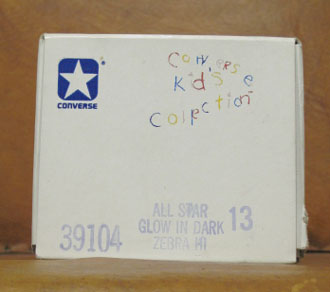 CONVERSE
Converse
Kid's
Collection
39104
ALL STAR
GLOW IN DARK
ZEBRA HI
13